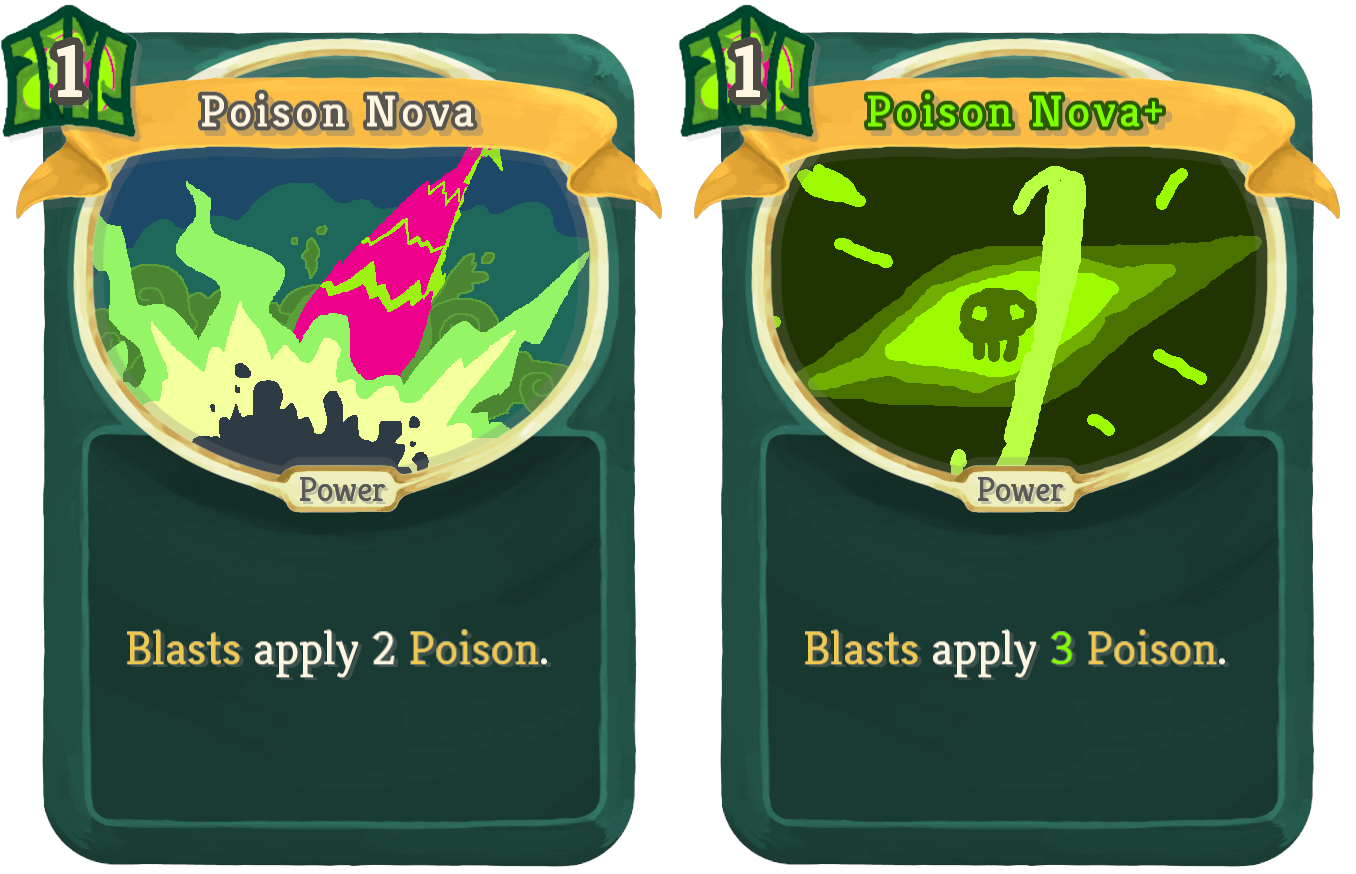 1
Poison Nova
Power
Blasts apply 2 Poison.
1
Poison Nova+
Power
Blasts apply 3 Poison.